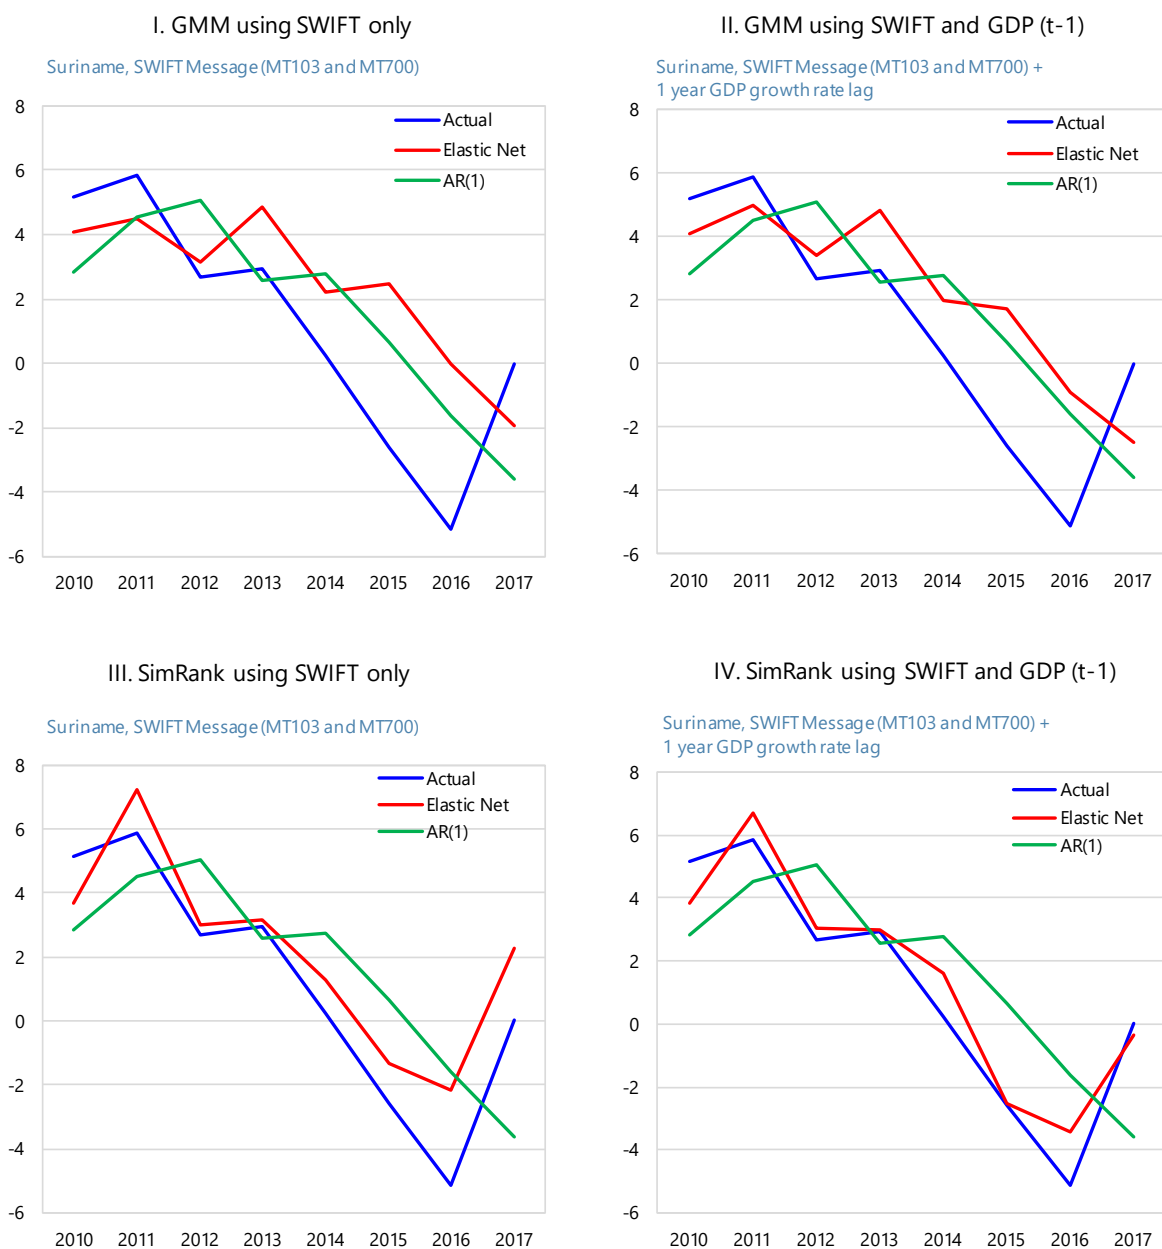 I. GMM using SWIFT only
Suriname, SWIFT Message (MT103 and MT700)
8
6
4
2
0
-2
-4
-6
Actual
Elastic Net
AR(1)
2010 2011 2012 2013 2014 2015 2016 2017
II. GMM using SWIFT and GDP (t-1)
Suriname, SWIFT Message (MT103 and MT700) +
1 year GDP growth rate lag
8
6
4
2
0
-2
-4
-6
Actual
Elastic Net
AR(1)
2010 2011 2012 2013 2014 2015 2016 2017
III. SimRank using SWIFT only
Suriname, SWIFT Message (MT103 and MT700)
8
6
4
2
0
-2
-4
-6
Actual
Elastic Net
AR(1)
2010 2011 2012 2013 2014 2015 2016 2017
IV. SimRank using SWIFT and GDP (t-1)
Suriname, SWIFT Message (MT103 and MT700) +
1 year GDP growth rate lag
8
6
4
2
0
-2
-4
-6
Actual
Elastic Net
AR(1)
2010 2011 2012 2013 2014 2015 2016 2017